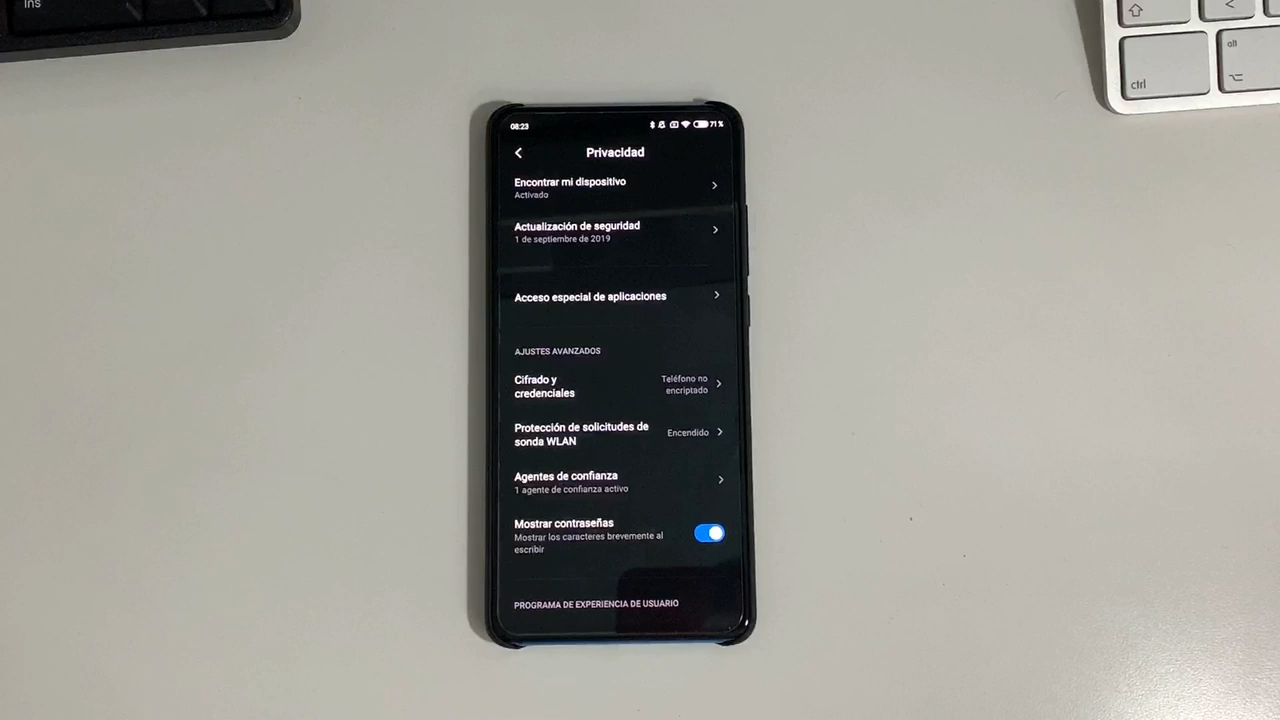 Ins
<
alt
ctrl
08:23
71%
Privacidad
Encontrar mi dispositivo
Activado
Actualización de seguridad
1 de septiembre de 2019
Acceso especial de aplicaciones
AJUSTES AVANZADOS
Cifrado y
credenciales
Teléfono no
encriptado
Protección de solicitudes de
sonda WLAN
Encendido
Agentes de confianza
1 agente de confianza activo
Mostrar contraseñas
Mostrar los caracteres brevemente al
escribir
PROGRAMA DE EXPERIENCIA DE USUARIO